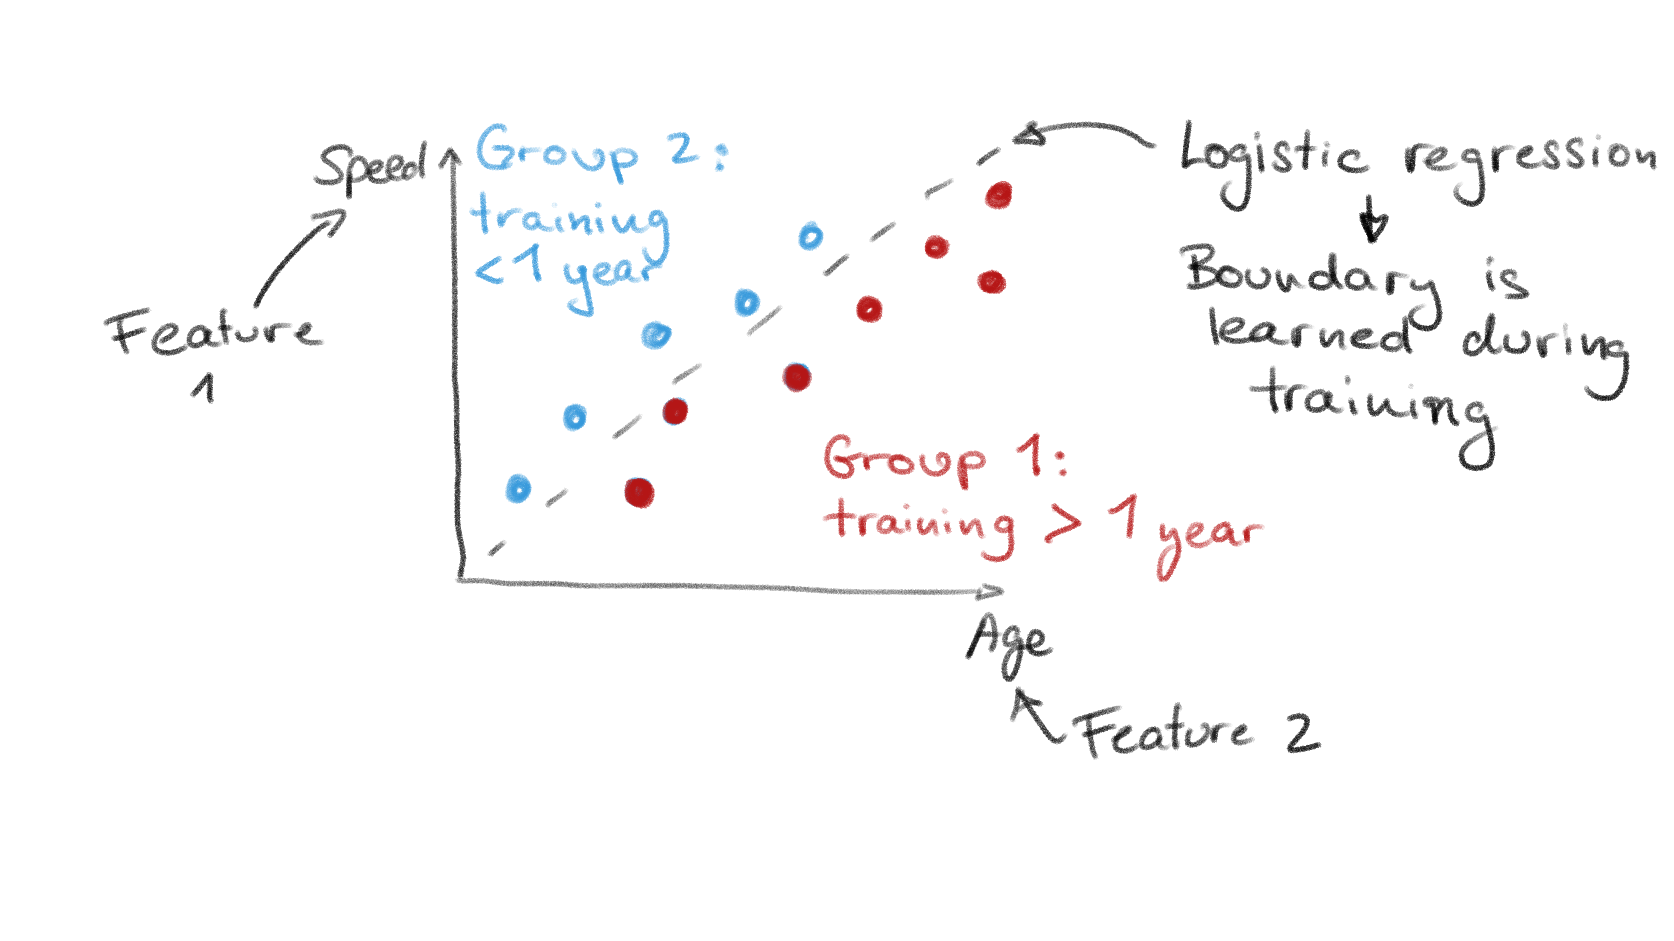 Speed
Group 2:
training
<1 year
Feature
1
Logistic regression
Boundary is
learned during
training
Group 1:
training > 1 year
Age
Feature 2